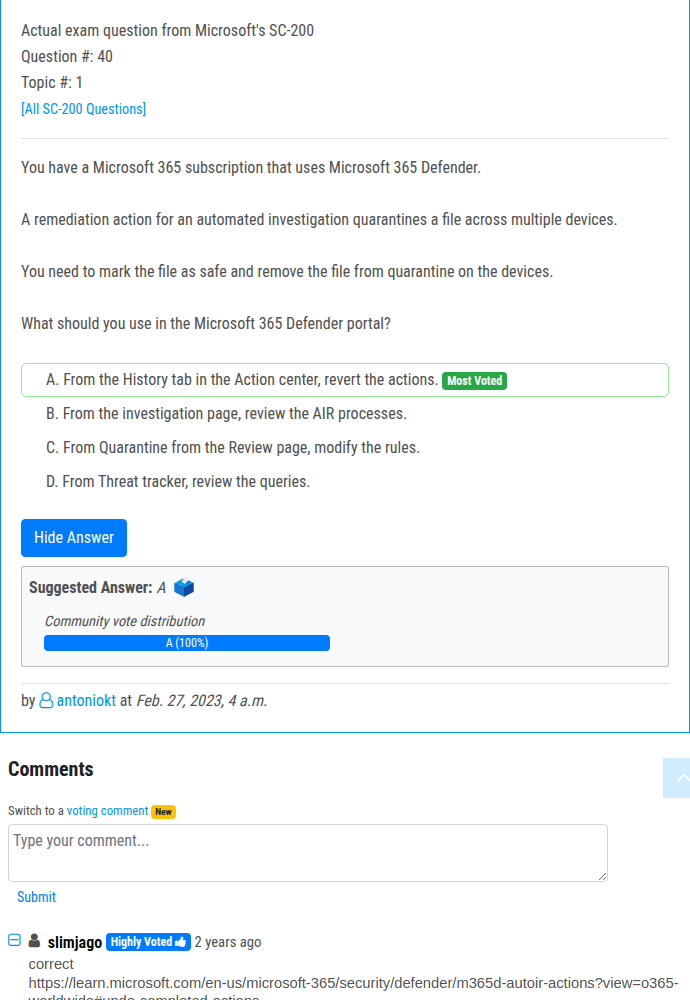 Actual exam question from Microsoft's SC-200
Question #: 40
Topic #: 1
[All SC-200 Questions]
You have a Microsoft 365 subscription that uses Microsoft 365 Defender.
A remediation action for an automated investigation quarantines a file across multiple devices.
You need to mark the file as safe and remove the file from quarantine on the devices.
What should you use in the Microsoft 365 Defender portal?
A. From the History tab in the Action center, revert the actions. Most Voted
B. From the investigation page, review the AIR processes.
C. From Quarantine from the Review page, modify the rules.
D. From Threat tracker, review the queries.
Hide Answer
Suggested Answer: A
Community vote distribution
A (100%)
by antoniokt at Feb. 27, 2023, 4 a.m.
Comments
Switch to a voting comment New
Type your comment...
Submit
slimjago Highly Voted 2 years ago
correct
https://learn.microsoft.com/en-us/microsoft-365/security/defender/m365d-autoir-actions?view=o365-
worldwide#undo-completed-actions